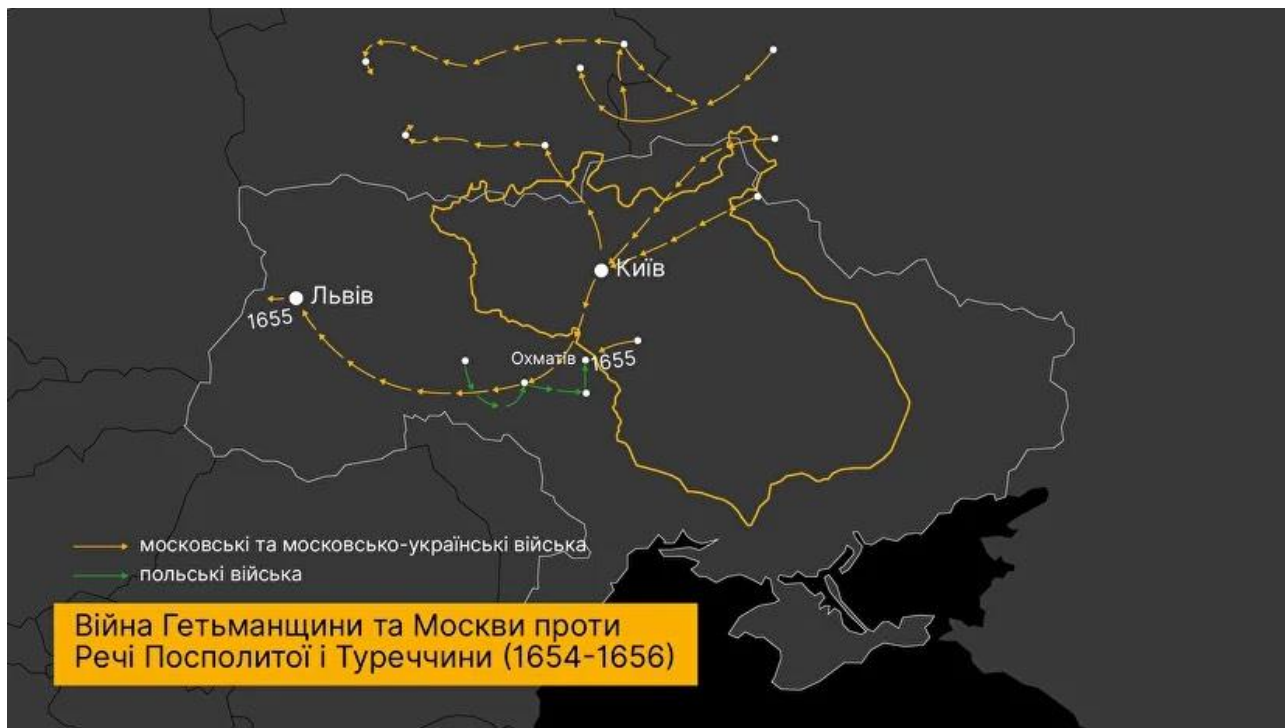 Київ
Львів
1655
Охматів
1655
московські та московсько-українські війська
польські війська
Війна Гетьманщини та Москви проти
Речі Посполитої і Туреччини (1654-1656)